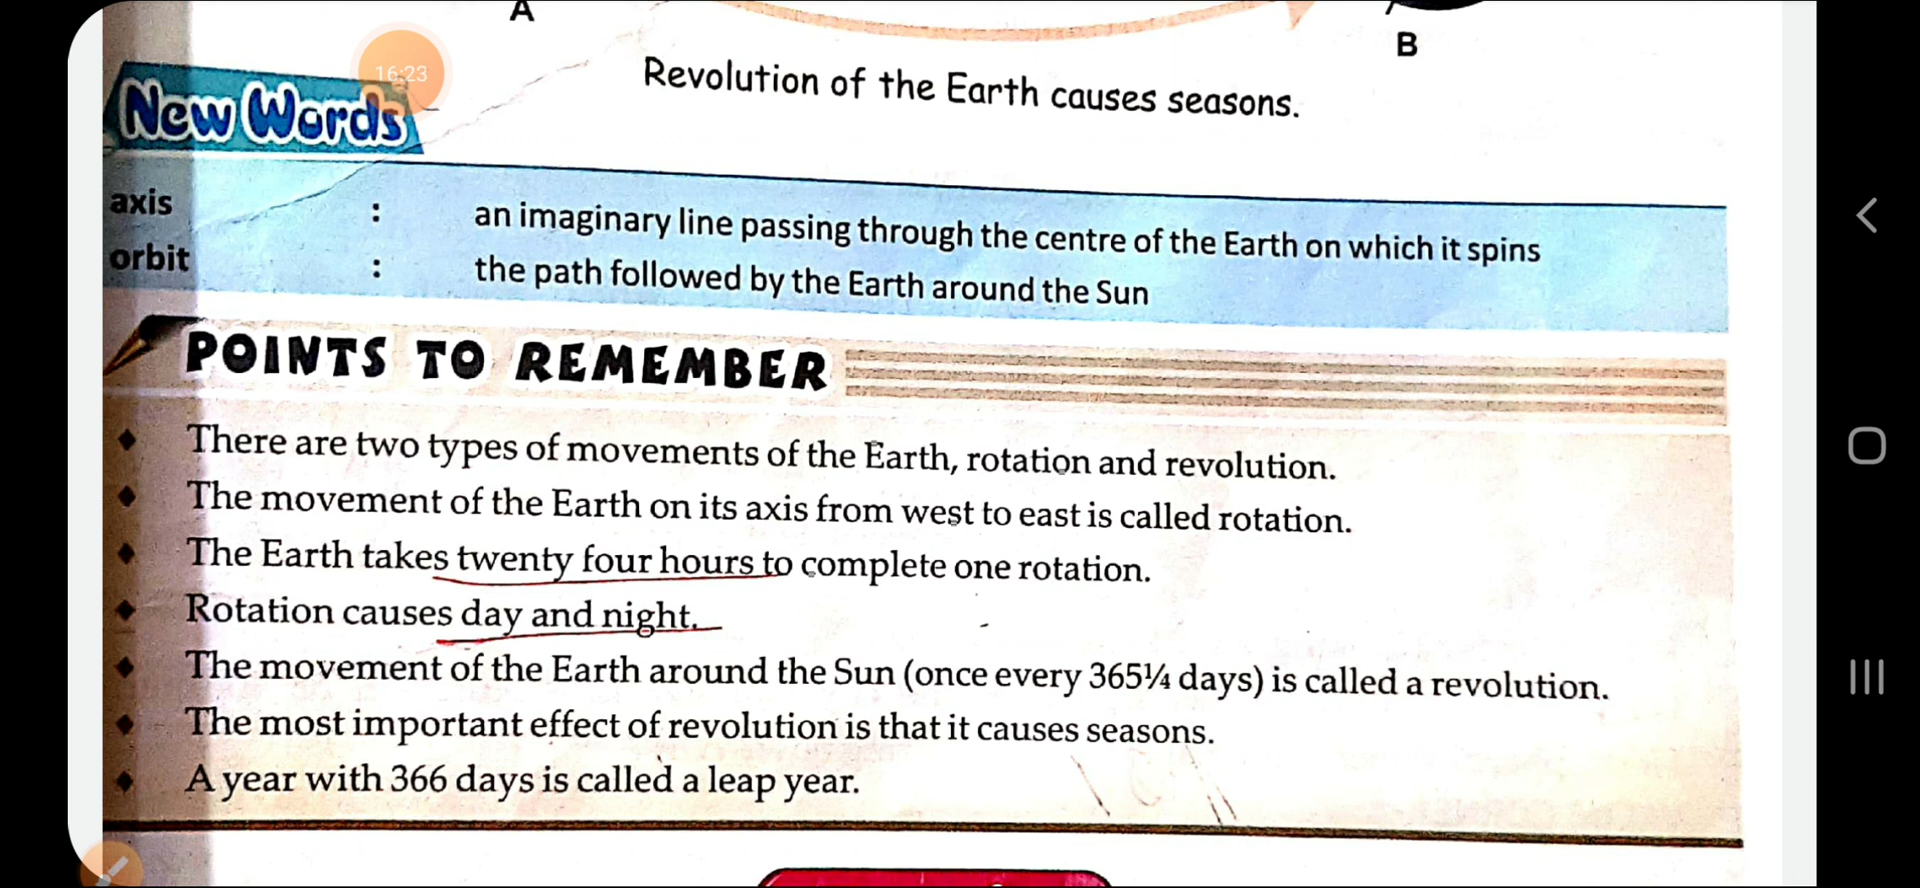 A
B
Revolution of the Earth causes seasons.
16:23
New Words
axis : an imaginary line passing through the centre of the Earth on which it spins
orbit : the path followed by the Earth around the Sun
POINTS TO REMEMBER
There are two types of movements of the Earth, rotation and revolution.
The movement of the Earth on its axis from west to east is called rotation.
The Earth takes twenty four hours to complete one rotation.
Rotation causes day and night.
The movement of the Earth around the Sun (once every 365¼ days) is called a revolution.
The most important effect of revolution is that it causes seasons.
A year with 366 days is called a leap year.